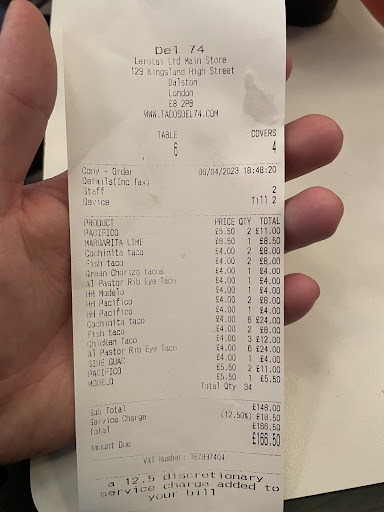 Del 74
Lerotsi Ltd Main Store
129 Kingsland High Street
Dalston
London
E8 2PB
WWW.TACOSDEL74.COM
TABLE COVERS
6 4
Copy - Order 06/04/2023 18:48:20
Details(Inc Tax)
Staff 2
Device Till 2
PRODUCT PRICE QTY TOTAL
PACIFICO £5.50 2 £11.00
MARGARITA LIME £8.50 1 £8.50
Cochinita taco £4.00 2 £8.00
Fish taco £4.00 2 £8.00
Green Chorizo tacos £4.00 1 £4.00
Al Pastor Rib Eye Taco £4.00 1 £4.00
HH Modelo £4.00 1 £4.00
HH Pacifico £4.00 2 £8.00
HH Pacifico £4.00 1 £4.00
Cochinita taco £4.00 6 £24.00
Fish taco £4.00 2 £8.00
Chicken Taco £4.00 3 £12.00
Al Pastor Rib Eye Taco £4.00 6 £24.00
SIDE GUAC £4.00 1 £4.00
PACIFICO £5.50 2 £11.00
MODELO £5.50 1 £5.50
Total Qty 34
Sub Total £148.00
Service Charge (12.50%) £18.50
Total £166.50
Amount Due £166.50
VAT Number: 367997404
a 12.5 discretionary
service charge added to
your bill